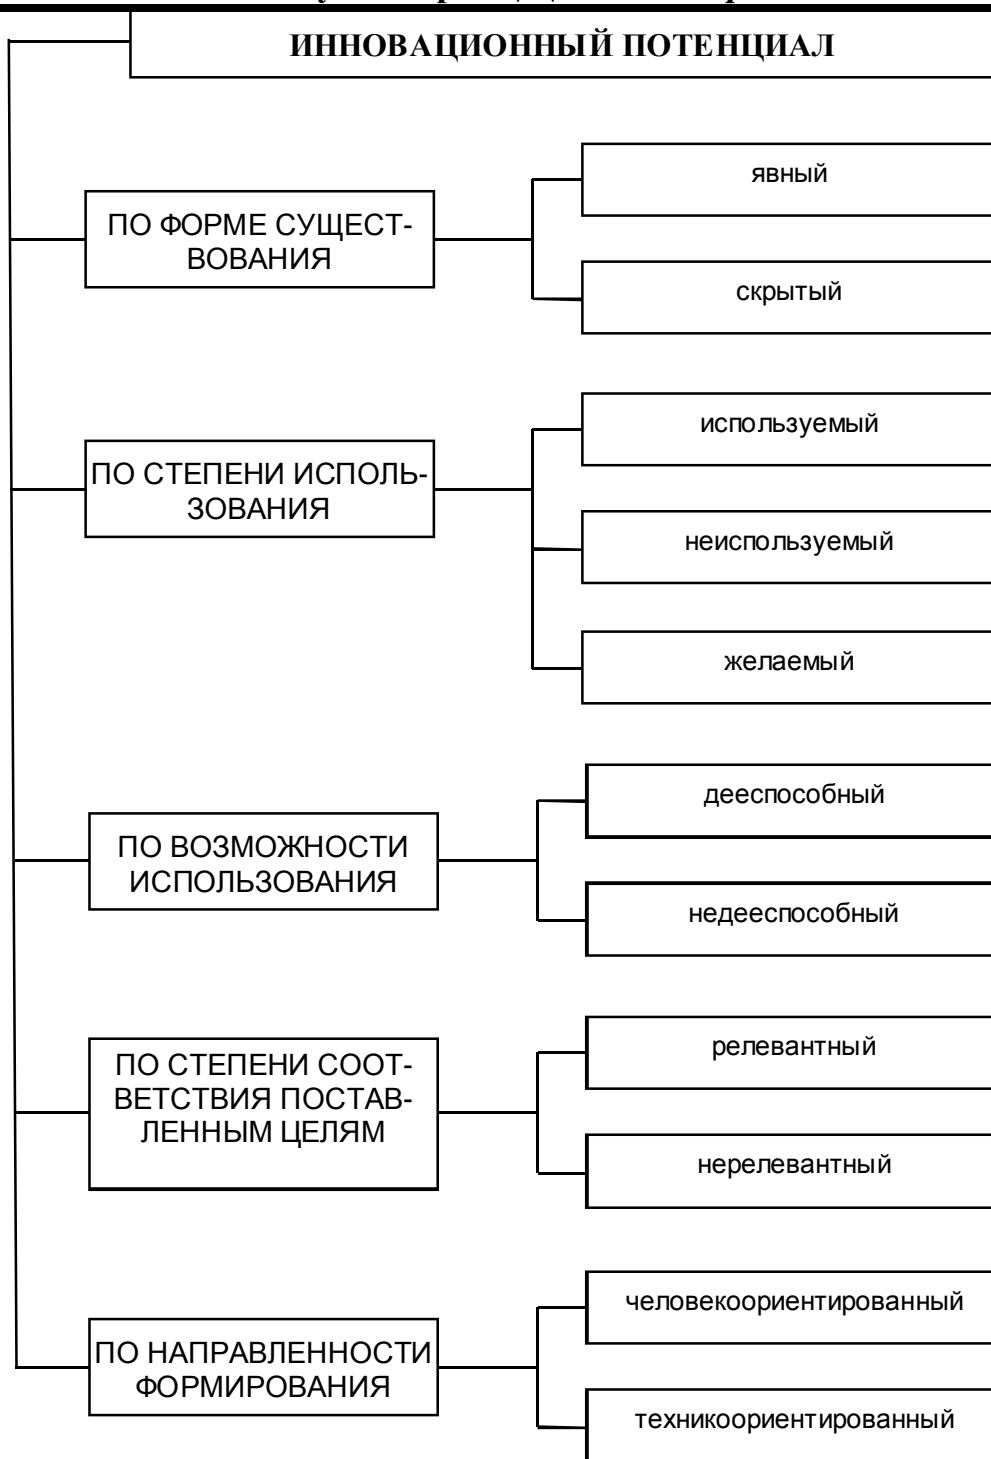 ИННОВАЦИОННЫЙ ПОТЕНЦИАЛ
явный
ПО ФОРМЕ СУЩЕСТ-
ВОВАНИЯ
скрытый
используемый
ПО СТЕПЕНИ ИСПОЛЬ-
ЗОВАНИЯ
неиспользуемый
желаемый
дееспособный
ПО ВОЗМОЖНОСТИ
ИСПОЛЬЗОВАНИЯ
недееспособный
релевантный
ПО СТЕПЕНИ СООТ-
ВЕТСТВИЯ ПОСТАВ-
ЛЕННЫМ ЦЕЛЯМ
нерелевантный
человекоориентированный
ПО НАПРАВЛЕННОСТИ
ФОРМИРОВАНИЯ
техникоориентированный